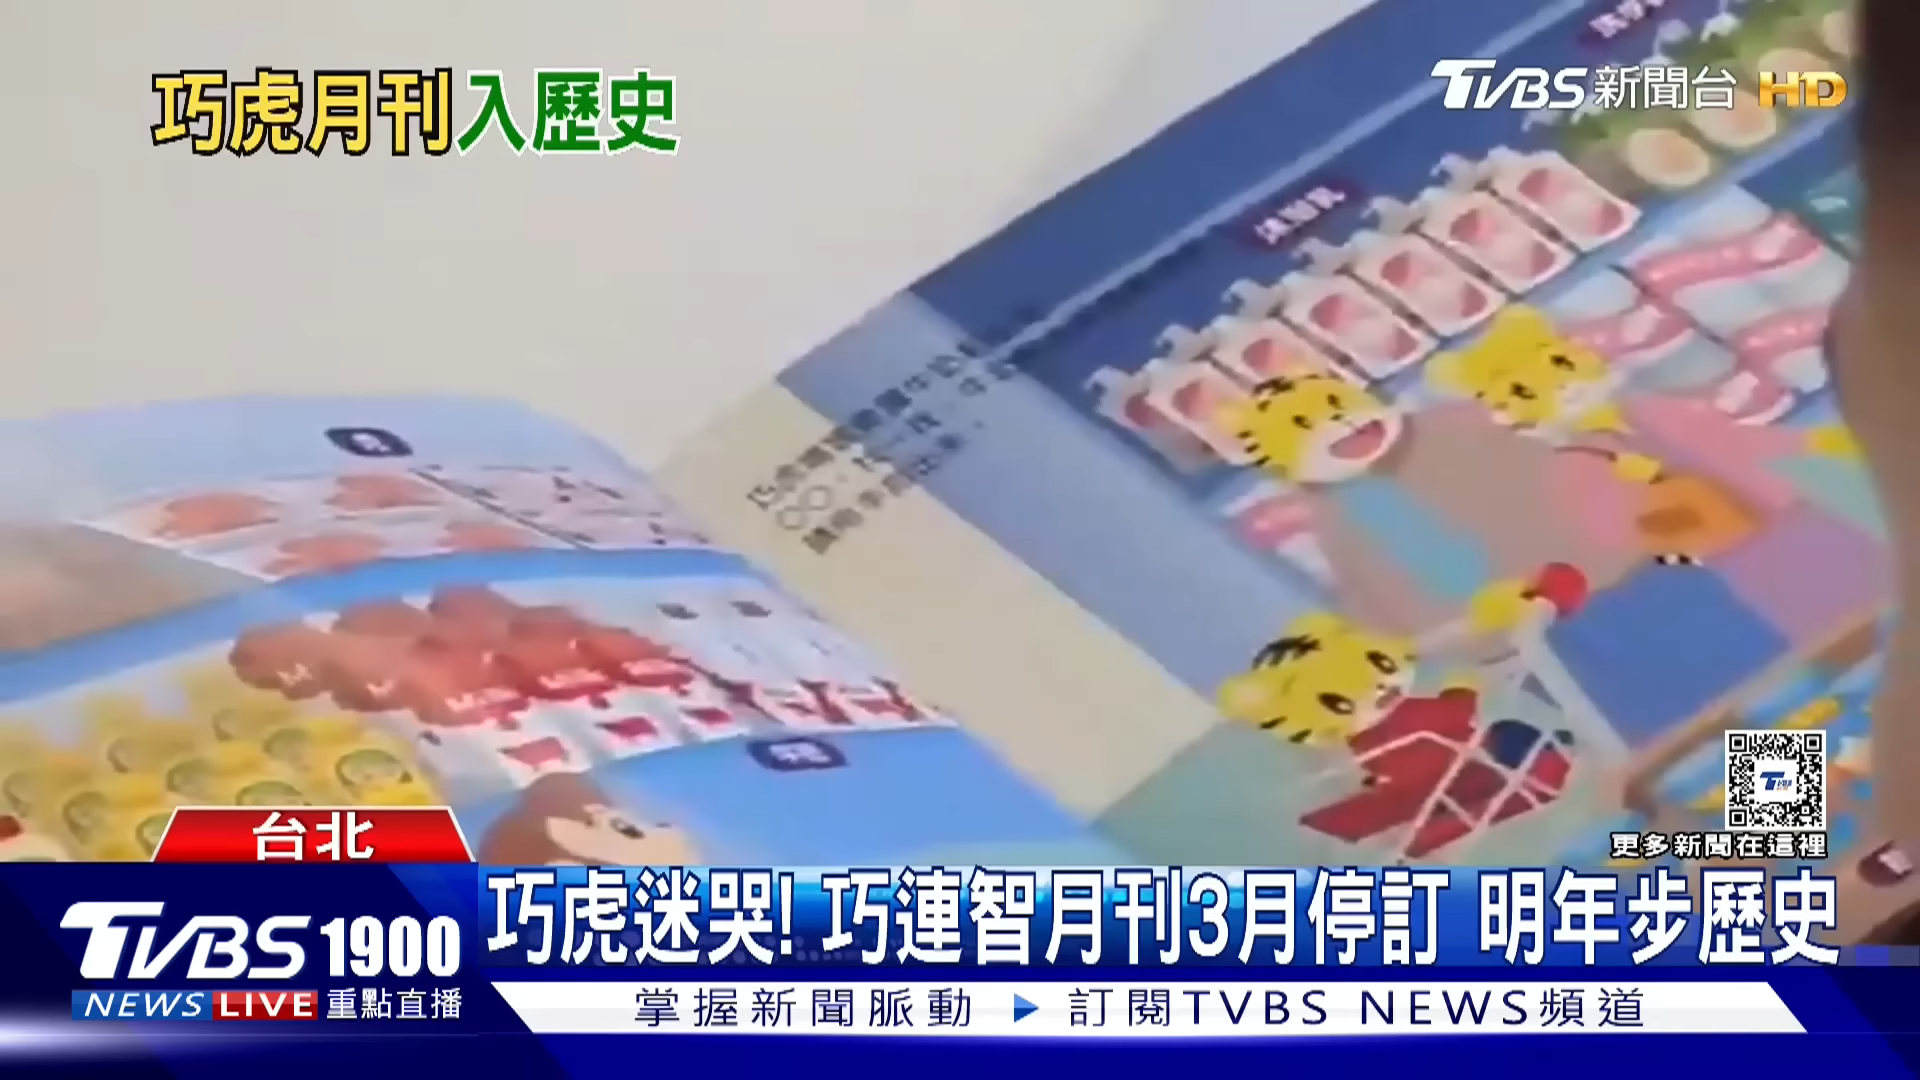 巧虎月刊入歷史
TVBS新聞台 HD
更多新聞在這裡
台北
巧虎迷哭! 巧連智月刊3月停訂 明年步歷史
TVBS 1900
NEWS LIVE 重點直播
掌握新聞脈動 ▶ 訂閱TVBS NEWS頻道